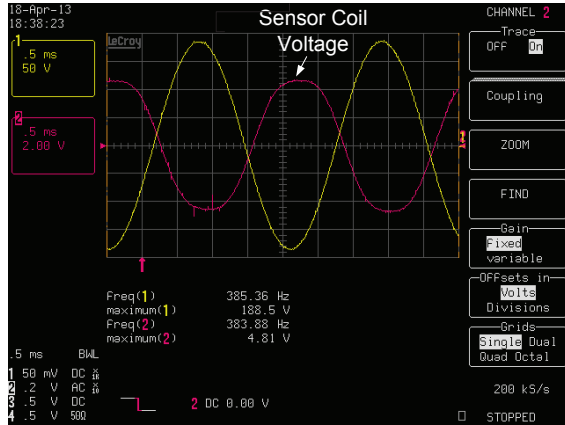 18-Apr-13
18:38:23
1
.5 ms
50 V
2
.5 ms
2.00 V
LeCroy
Sensor Coil
Voltage
Freq(1) 385.36 Hz
maximum(1) 188.5 V
Freq(2) 383.88 Hz
maximum(2) 4.81 V
.5 ms BWL
1 50 mV DC
2 .2 V AC
3 .5 V DC
4 .5 V 50Ω
2 DC 0.00 V
CHANNEL 2
Trace
OFF On
Coupling
ZOOM
FIND
Gain
Fixed
variable
OFFsets in
Volts
Divisions
Grids
Single Dual
Quad Octal
200 kS/s
STOPPED